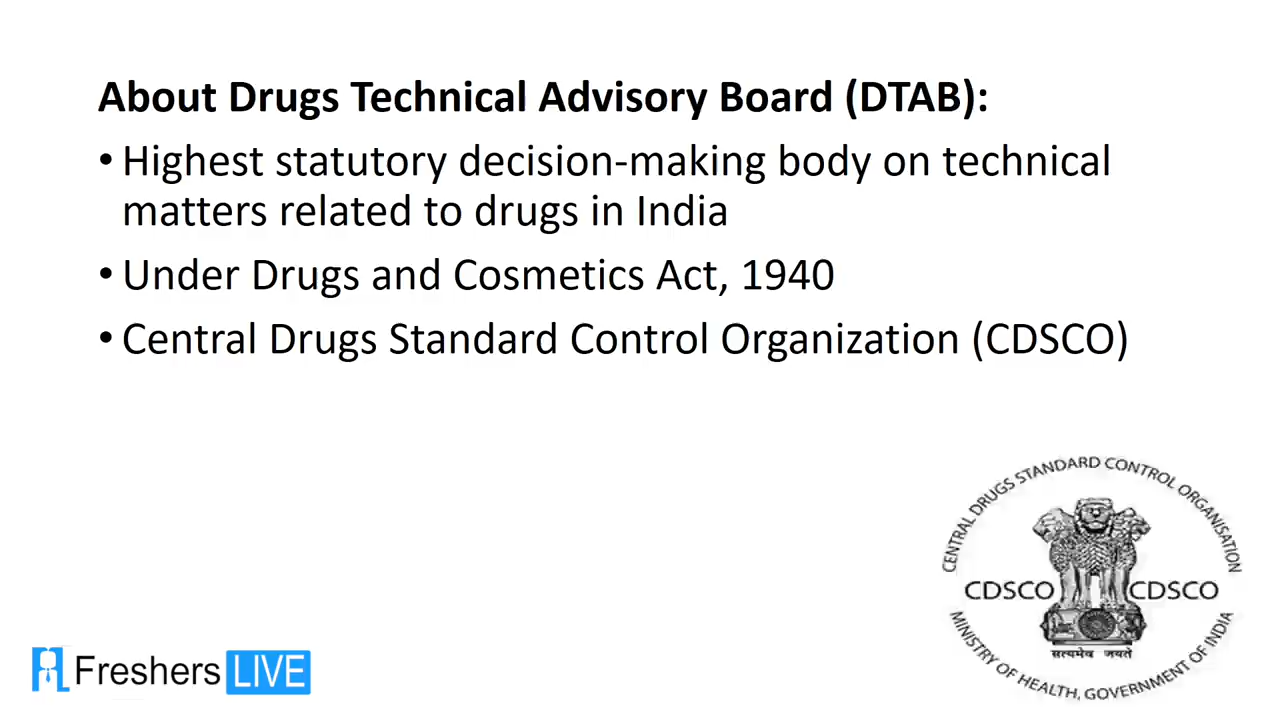 About Drugs Technical Advisory Board (DTAB):
• Highest statutory decision-making body on technical
matters related to drugs in India
• Under Drugs and Cosmetics Act, 1940
• Central Drugs Standard Control Organization (CDSCO)
CENTRAL DRUGS STANDARD CONTROL ORGANISATION
CDSCO CDSCO
सत्यमेव जयते
MINISTRY OF HEALTH, GOVERNMENT OF INDIA
Freshers LIVE